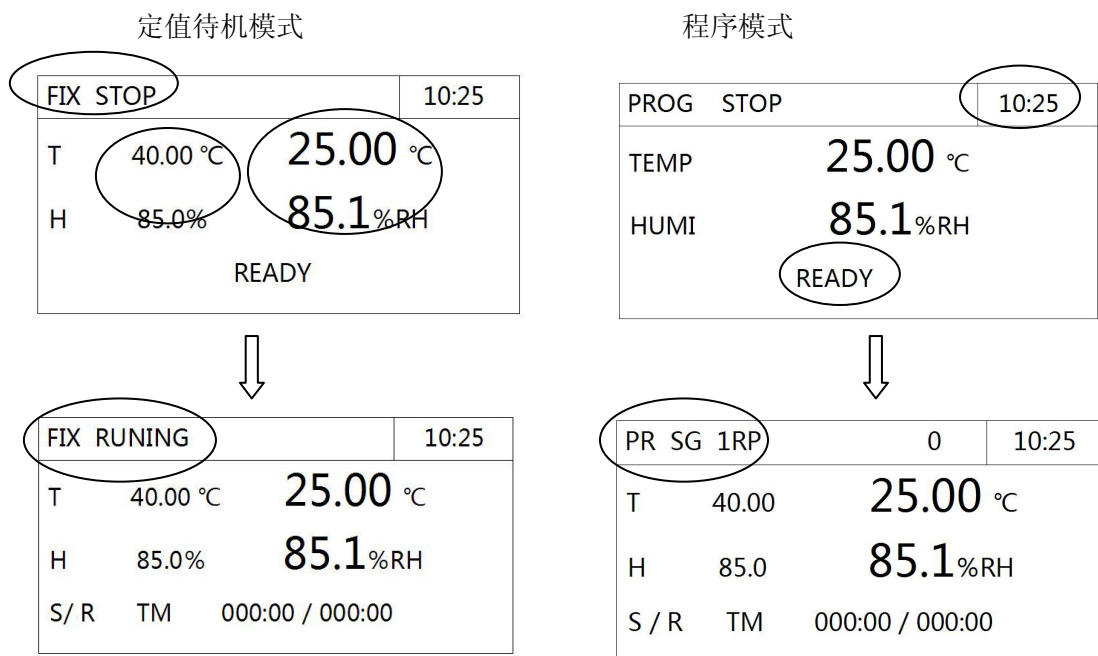 定值待机模式
FIX STOP 10:25
T 40.00 ℃ 25.00 ℃
H 85.0% 85.1%RH
READY
FIX RUNING 10:25
T 40.00 ℃ 25.00 ℃
H 85.0% 85.1%RH
S/ R TM 000:00 / 000:00
程序模式
PROG STOP 10:25
TEMP 25.00 ℃
HUMI 85.1%RH
READY
PR SG 1RP 0 10:25
T 40.00 25.00 ℃
H 85.0 85.1%RH
S / R TM 000:00 / 000:00